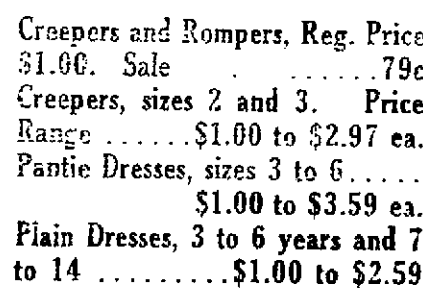 Creepers and Rompers, Reg. Price
$1.00. Sale . .......79c
Creepers, sizes 2 and 3. Price
Range .......$1.00 to $2.97 ea.
Pantie Dresses, sizes 3 to 6.....
$1.00 to $3.59 ea.
Plain Dresses, 3 to 6 years and 7
to 14 .........$1.00 to $2.59